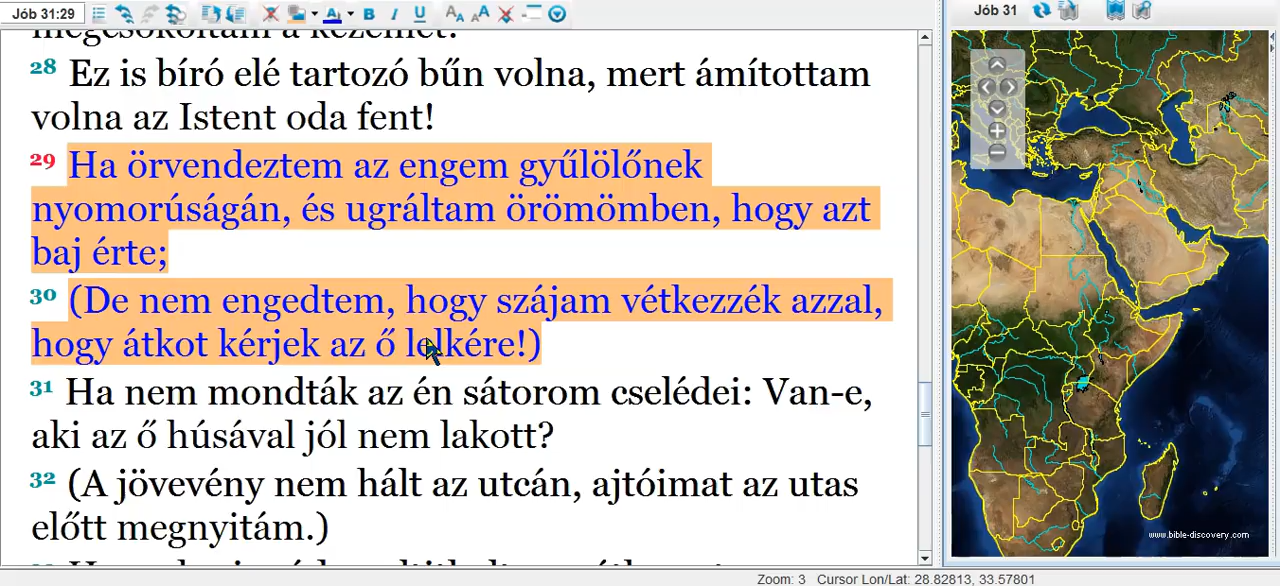 Jób 31:29
Jób 31
megcsókoltam a kezemet:
28 Ez is bíró elé tartozó bűn volna, mert ámítottam
volna az Istent oda fent!
29 Ha örvendeztem az engem gyűlölőnek
nyomorúságán, és ugráltam örömömben, hogy azt
baj érte;
30 (De nem engedtem, hogy szájam vétkezzék azzal,
hogy átkot kérjek az ő lelkére!)
31 Ha nem mondták az én sátorom cselédei: Van-e,
aki az ő húsával jól nem lakott?
32 (A jövevény nem hált az utcán, ajtóimat az utas
előtt megnyitám.)
www.bible-discovery.com
Zoom: 3 Cursor Lon/Lat: 28.82813, 33.57801